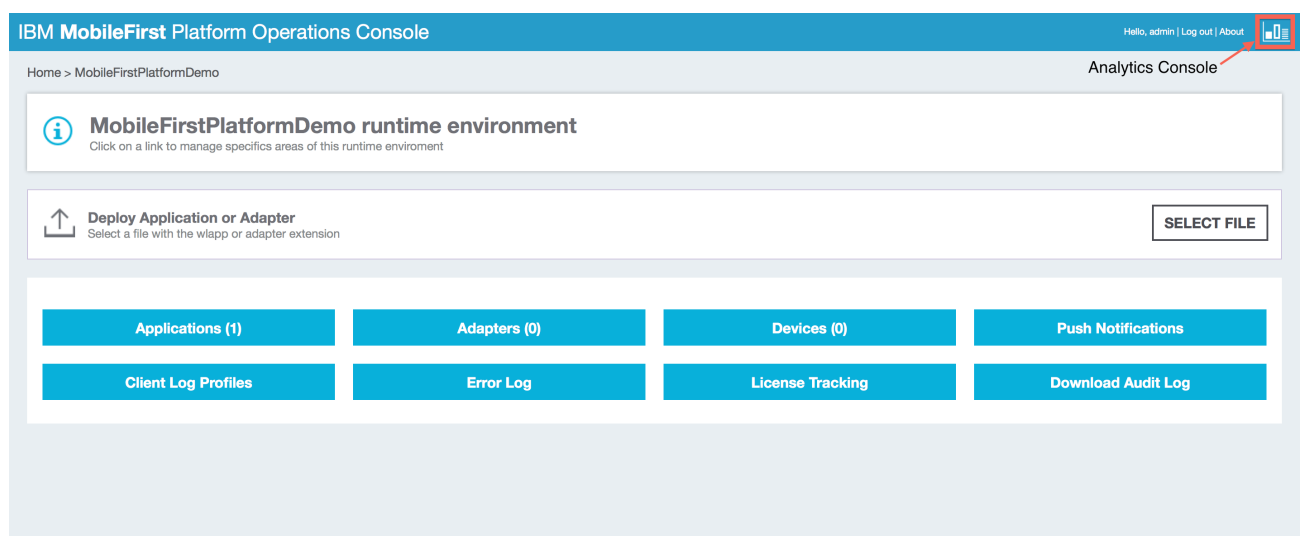 IBM MobileFirst Platform Operations Console
Hello, admin | Log out | About
Home > MobileFirstPlatformDemo
Analytics Console
MobileFirstPlatformDemo runtime environment
Click on a link to manage specifics areas of this runtime enviroment
Deploy Application or Adapter
Select a file with the wlapp or adapter extension
SELECT FILE
Applications (1)
Adapters (0)
Devices (0)
Push Notifications
Client Log Profiles
Error Log
License Tracking
Download Audit Log